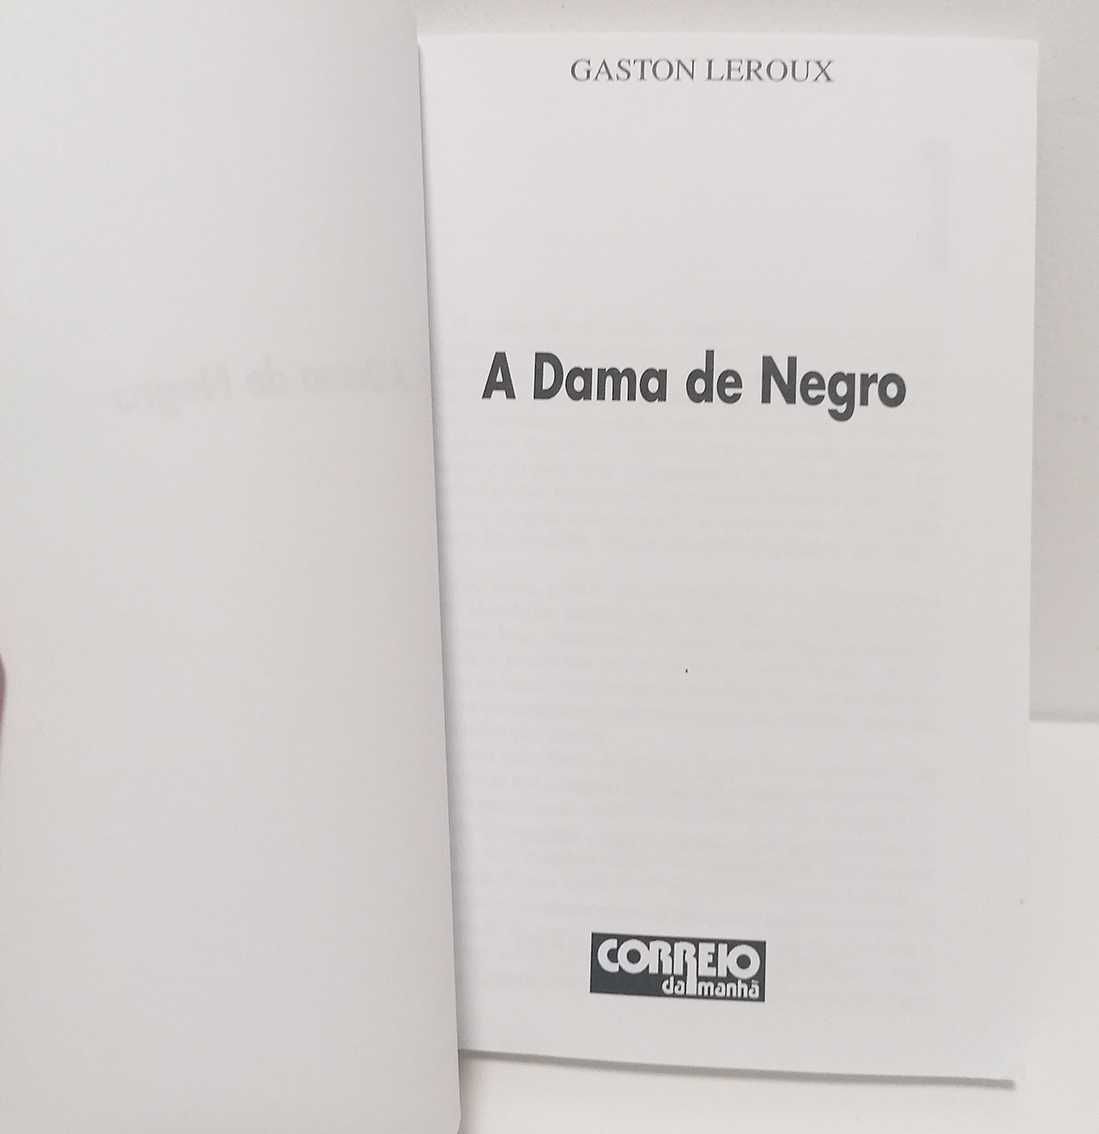 GASTON LEROUX
A Dama de Negro
CORREIO
da manhã